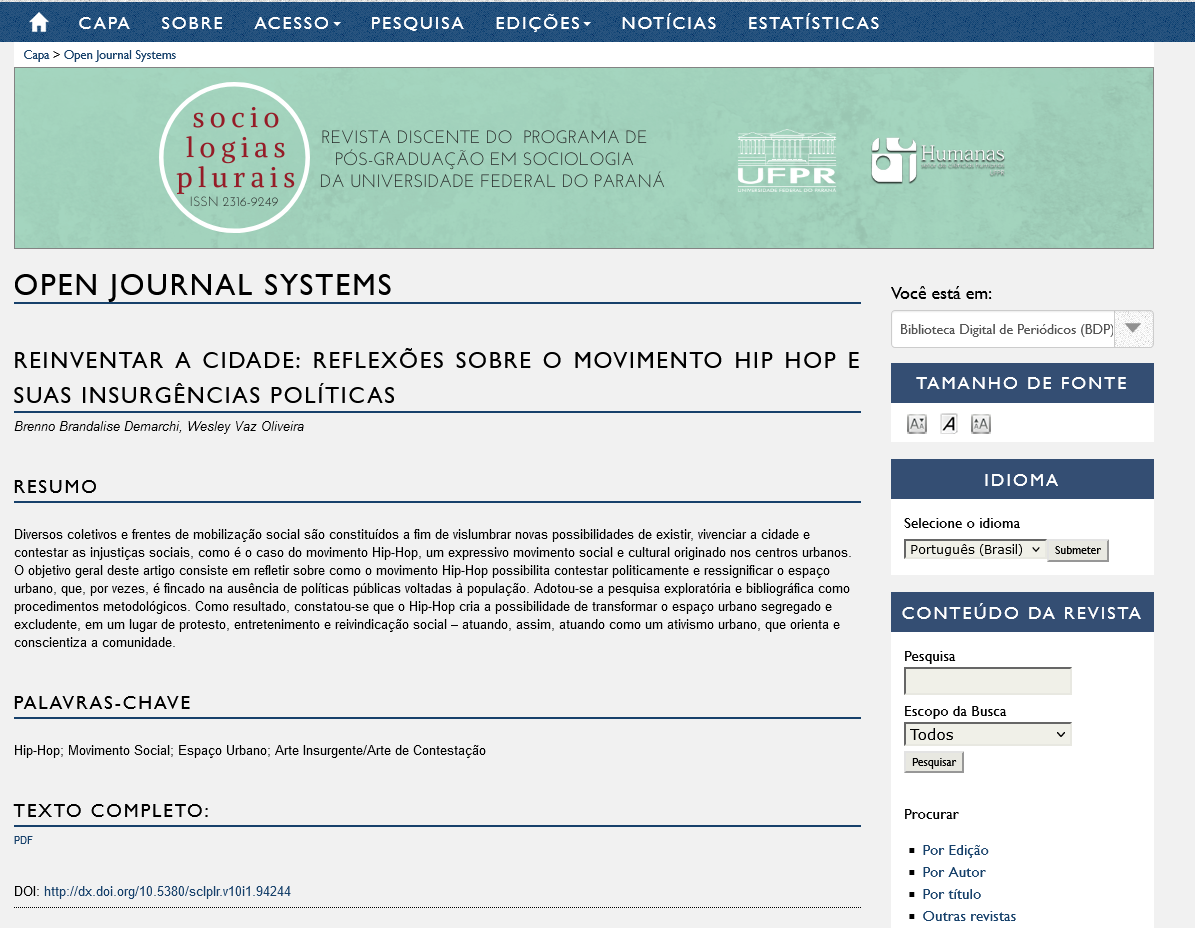 CAPA SOBRE ACESSO PESQUISA EDIÇÕES NOTÍCIAS ESTATÍSTICAS
Capa > Open Journal Systems
socio
logias
plurais
ISSN 2316-9249
REVISTA DISCENTE DO PROGRAMA DE
PÓS-GRADUAÇÃO EM SOCIOLOGIA
DA UNIVERSIDADE FEDERAL DO PARANÁ
UFPR
UNIVERSIDADE FEDERAL DO PARANÁ
Humanas
UFPR
OPEN JOURNAL SYSTEMS
REINVENTAR A CIDADE: REFLEXÕES SOBRE O MOVIMENTO HIP HOP E
SUAS INSURGÊNCIAS POLÍTICAS
Brenno Brandalise Demarchi, Wesley Vaz Oliveira
RESUMO
Diversos coletivos e frentes de mobilização social são constituídos a fim de vislumbrar novas possibilidades de existir, vivenciar a cidade e
contestar as injustiças sociais, como é o caso do movimento Hip-Hop, um expressivo movimento social e cultural originado nos centros urbanos.
O objetivo geral deste artigo consiste em refletir sobre como o movimento Hip-Hop possibilita contestar politicamente e ressignificar o espaço
urbano, que, por vezes, é fincado na ausência de políticas públicas voltadas à população. Adotou-se a pesquisa exploratória e bibliográfica como
procedimentos metodológicos. Como resultado, constatou-se que o Hip-Hop cria a possibilidade de transformar o espaço urbano segregado e
excludente, em um lugar de protesto, entretenimento e reivindicação social – atuando, assim, atuando como um ativismo urbano, que orienta e
conscientiza a comunidade.
PALAVRAS-CHAVE
Hip-Hop; Movimento Social; Espaço Urbano; Arte Insurgente/Arte de Contestação
TEXTO COMPLETO:
PDF
DOI: http://dx.doi.org/10.5380/sclplr.v10i1.94244
Você está em:
Biblioteca Digital de Periódicos (BDP)
TAMANHO DE FONTE
A A A
IDIOMA
Selecione o idioma
Português (Brasil) Submeter
CONTEÚDO DA REVISTA
Pesquisa
Escopo da Busca
Todos
Pesquisar
Procurar
Por Edição
Por Autor
Por título
Outras revistas